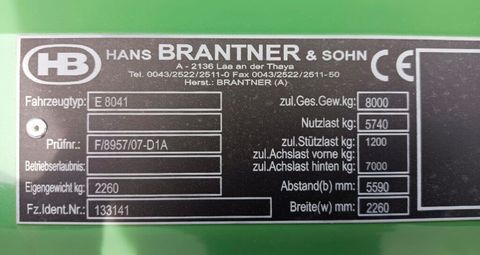 HB
HANS BRANTNER & SOHN CE
A - 2136 Laa an der Thaya
Tel. 0043/2522/2511-0 Fax 0043/2522/2511-50
Herst.: BRANTNER (A)
Fahrzeugtyp: E 8041
Prüfnr.: F/8957/07-D1A
Betriebserlaubnis:
Eigengewicht kg: 2260
Fz.Ident.Nr.: 133141
zul.Ges.Gew.kg: 8000
Nutzlast kg: 5740
zul.Stützlast kg: 1200
zul.Achslast vorne kg:
zul.Achslast hinten kg: 7000
Abstand(b) mm: 5590
Breite(w) mm: 2260